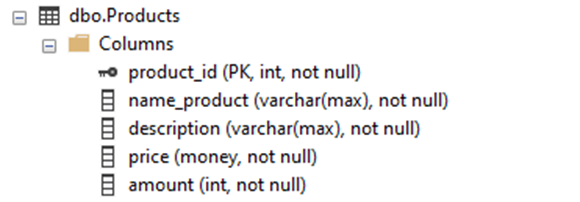 dbo.Products
Columns
product_id (PK, int, not null)
name_product (varchar(max), not null)
description (varchar(max), not null)
price (money, not null)
amount (int, not null)